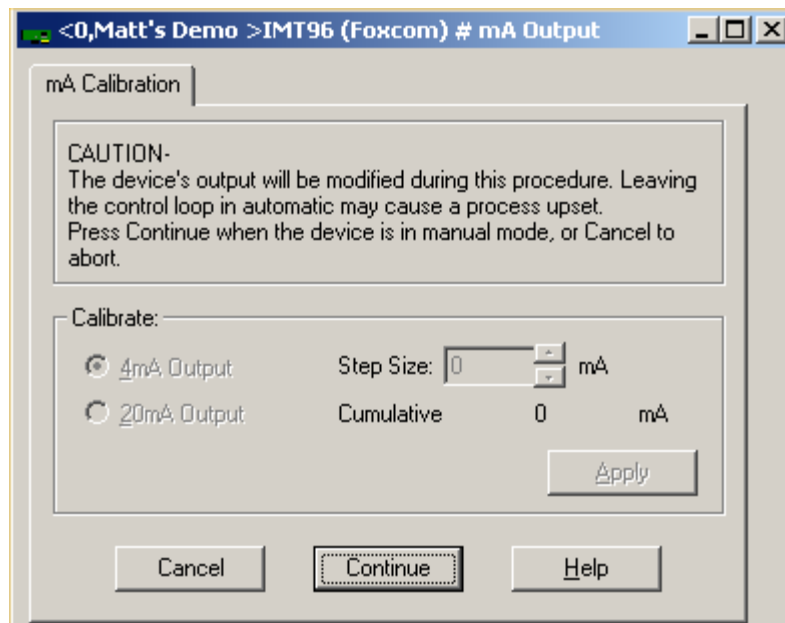 <0,Matt's Demo >IMT96 (Foxcom) # mA Output
mA Calibration
CAUTION-
The device's output will be modified during this procedure. Leaving
the control loop in automatic may cause a process upset.
Press Continue when the device is in manual mode, or Cancel to
abort.
Calibrate:
4mA Output Step Size: 0 mA
20mA Output Cumulative 0 mA
Apply
Cancel Continue Help